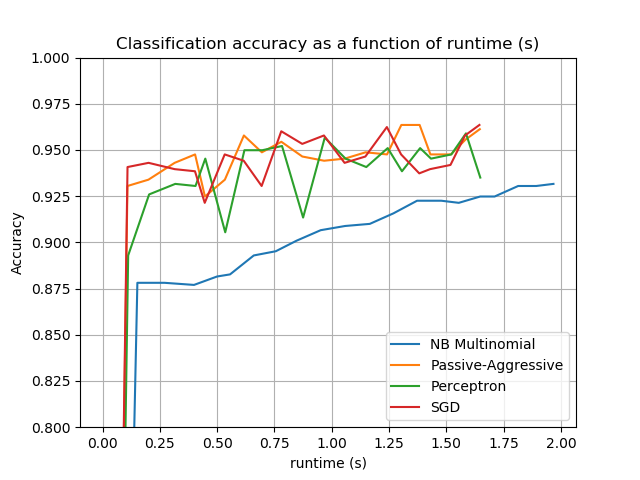 Classification accuracy as a function of runtime (s)
1.000
0.975
0.950
0.925
0.900
0.875
0.850
0.825
0.800
Accuracy
NB Multinomial
Passive-Aggressive
Perceptron
SGD
0.00 0.25 0.50 0.75 1.00 1.25 1.50 1.75 2.00
runtime (s)